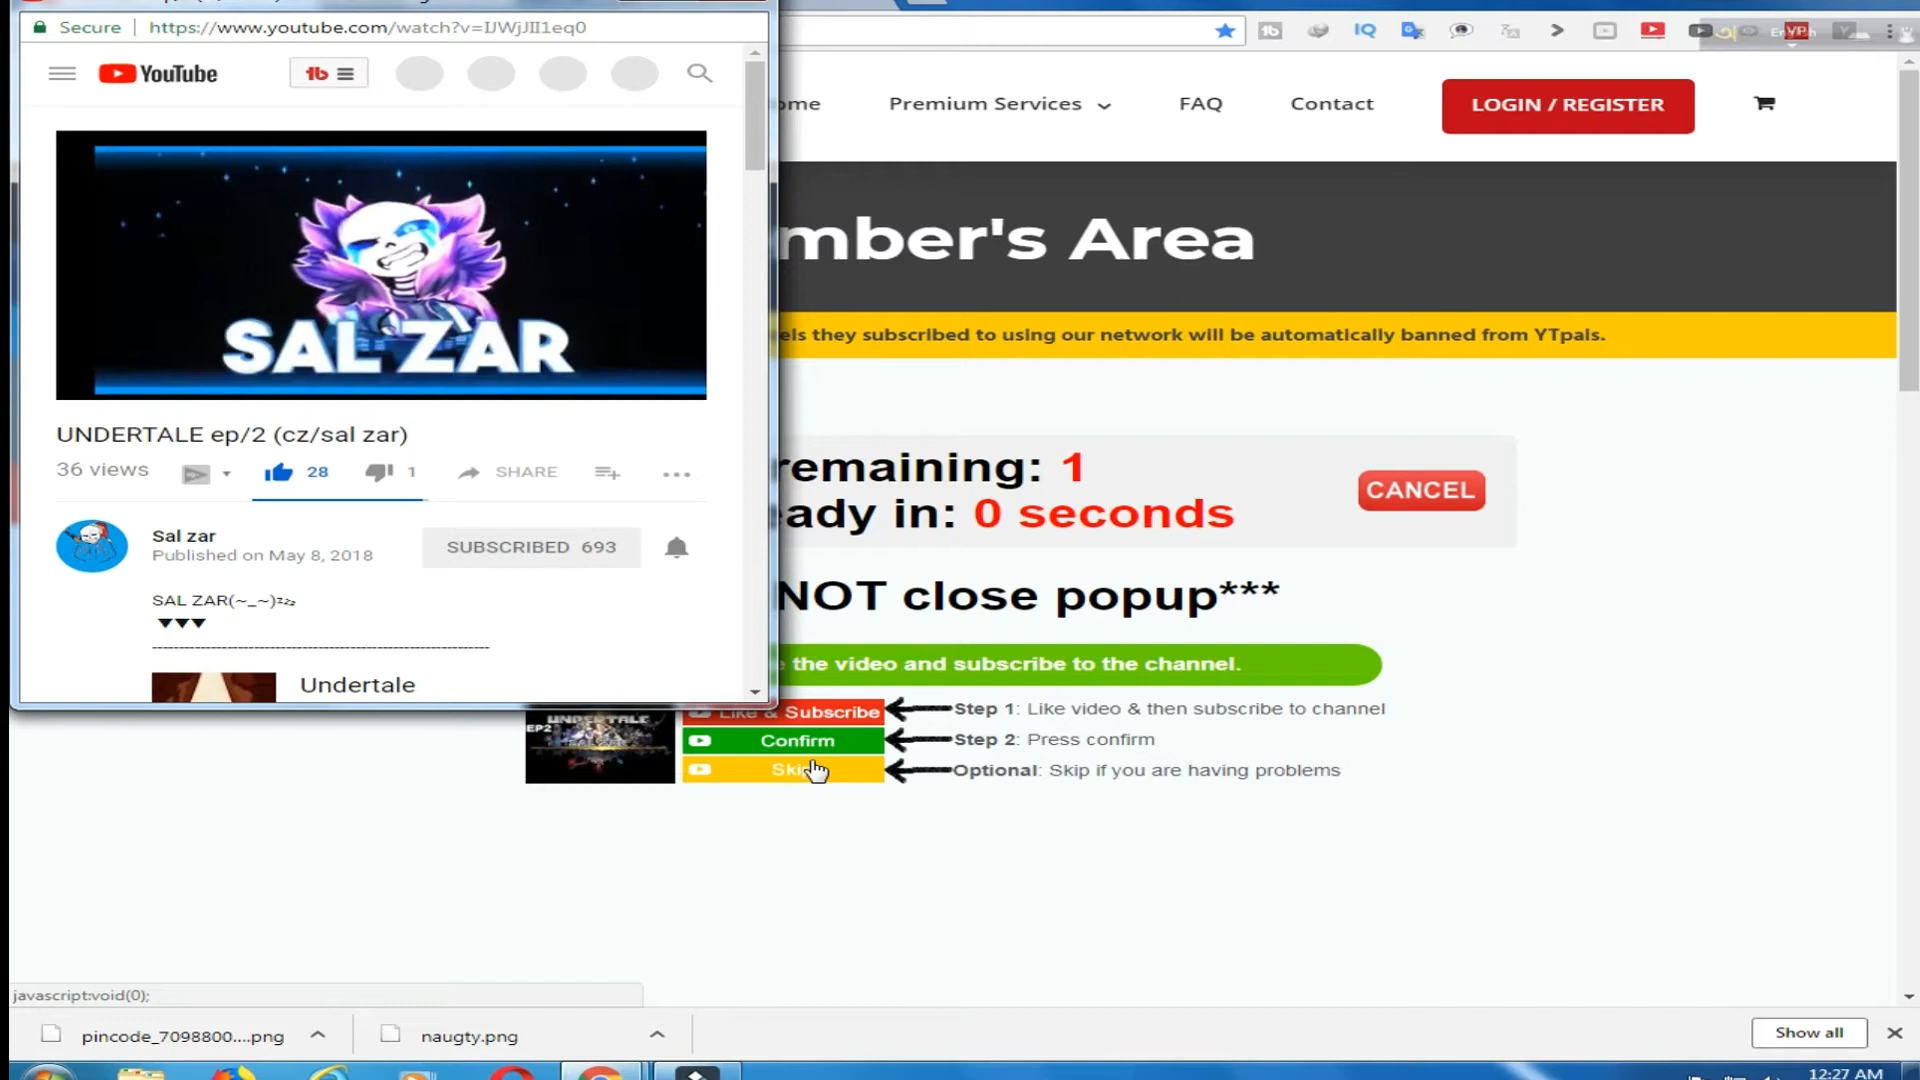 Secure
https://www.youtube.com/watch?v=IJWjJII1eq0
YouTube
SAL ZAR
UNDERTALE ep/2 (cz/sal zar)
36 views
28
1
SHARE
Sal zar
Published on May 8, 2018
SUBSCRIBED 693
SAL ZAR(~_~)
▼▼▼
Undertale
Premium Services
FAQ
Contact
LOGIN / REGISTER
mber's Area
els they subscribed to using our network will be automatically banned from YTpals.
remaining: 1
ady in: 0 seconds
CANCEL
NOT close popup***
the video and subscribe to the channel.
Like & Subscribe
Step 1: Like video & then subscribe to channel
Confirm
Step 2: Press confirm
Skip
Optional: Skip if you are having problems
UNDERTALE
EP2
javascript:void(0);
pincode_7098800....png
naugty.png
Show all
12:27 AM